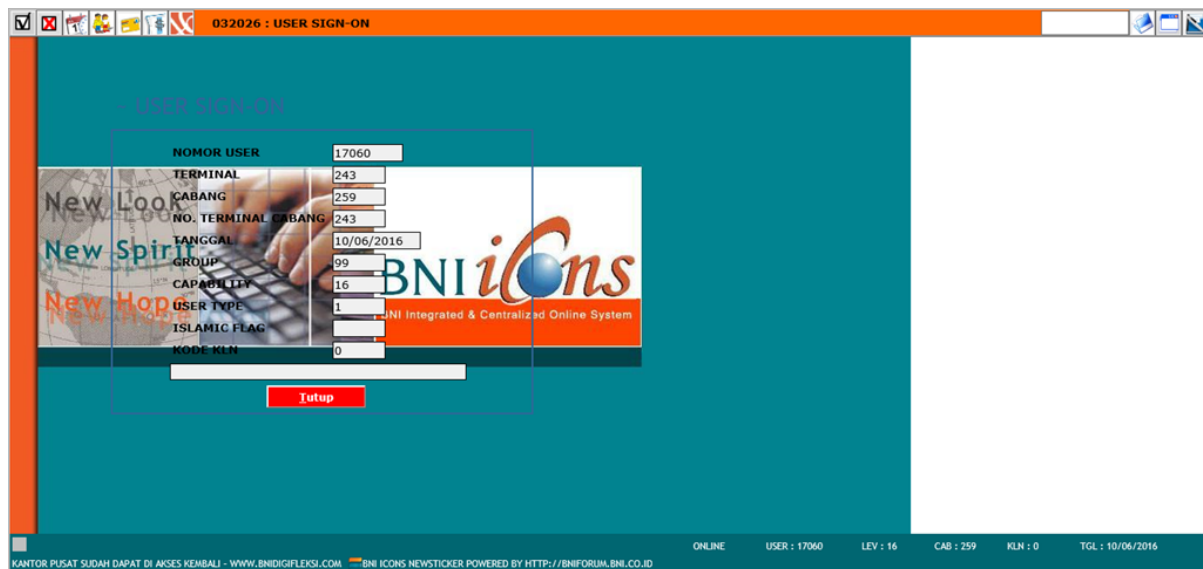 032026 : USER SIGN-ON
- USER SIGN-ON
NOMOR USER 17060
TERMINAL 243
CABANG 259
NO. TERMINAL CABANG 243
TANGGAL 10/06/2016
GROUP 99
CAPABILITY 16
USER TYPE 1
ISLAMIC FLAG
KODE KLN 0
Tutup
New Look
New Spirit
New Hope
BNI icons
BNI Integrated & Centralized Online System
ONLINE USER : 17060 LEV : 16 CAB : 259 KLN : 0 TGL : 10/06/2016
KANTOR PUSAT SUDAH DAPAT DI AKSES KEMBALI - WWW.BNIDIGIFLEKSI.COM BNI ICONS NEWSTICKER POWERED BY HTTP://BNIFORUM.BNI.CO.ID